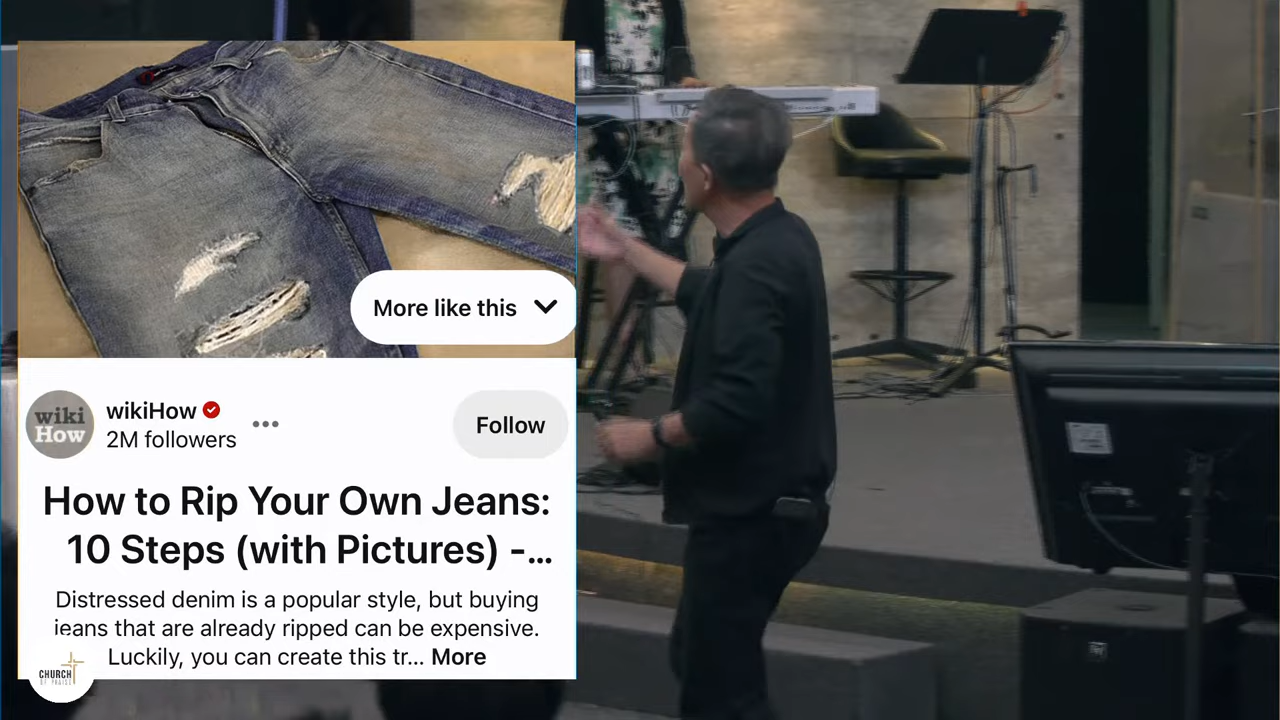 More like this
wiki
How
wikiHow
2M followers
•••
Follow
How to Rip Your Own Jeans:
10 Steps (with Pictures) -...
Distressed denim is a popular style, but buying
jeans that are already ripped can be expensive.
Luckily, you can create this tr... More
CHURCH
OF PRAISE